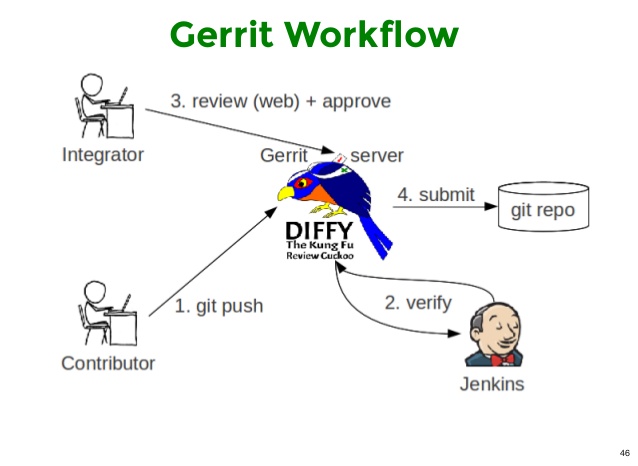 Gerrit Workflow
3. review (web) + approve
Integrator
Gerrit server
4. submit
git repo
DIFFY
The Kung Fu
Review Cuckoo
1. git push
2. verify
Contributor
Jenkins
46